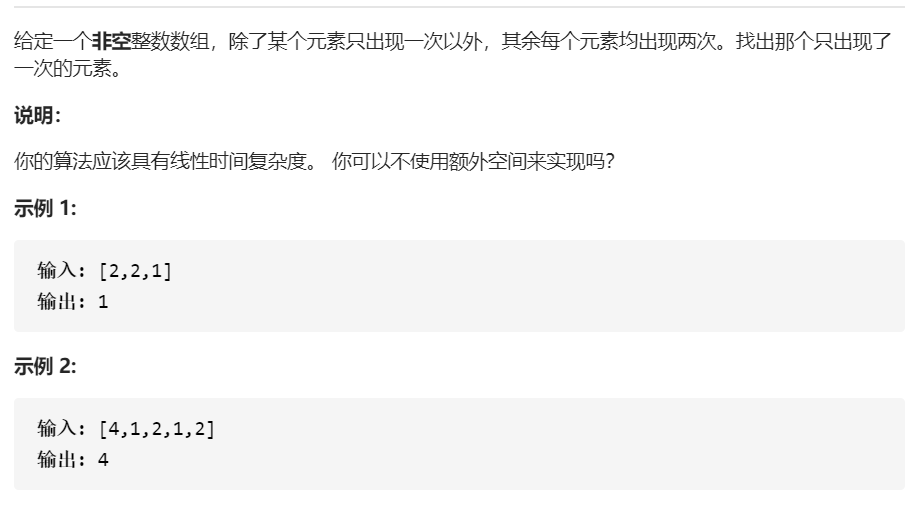 给定一个非空整数数组，除了某个元素只出现一次以外，其余每个元素均出现两次。找出那个只出现了
一次的元素。
说明：
你的算法应该具有线性时间复杂度。 你可以不使用额外空间来实现吗？
示例 1:
输入: [2,2,1]
输出: 1
示例 2:
输入: [4,1,2,1,2]
输出: 4